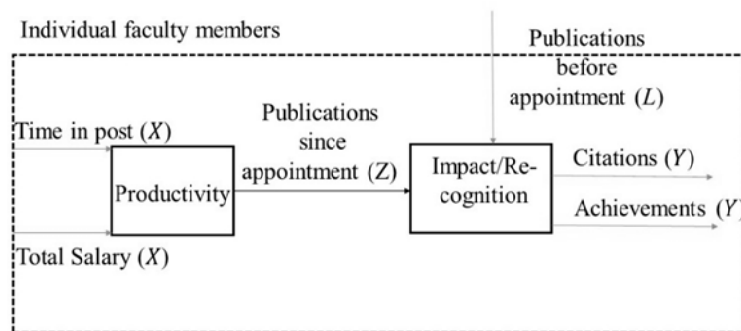 Individual faculty members
Publications
before
appointment (L)
Time in post (X)
Publications
since
appointment (Z)
Productivity
Impact/Re-
cognition
Citations (Y)
Achievements (Y)
Total Salary (X)